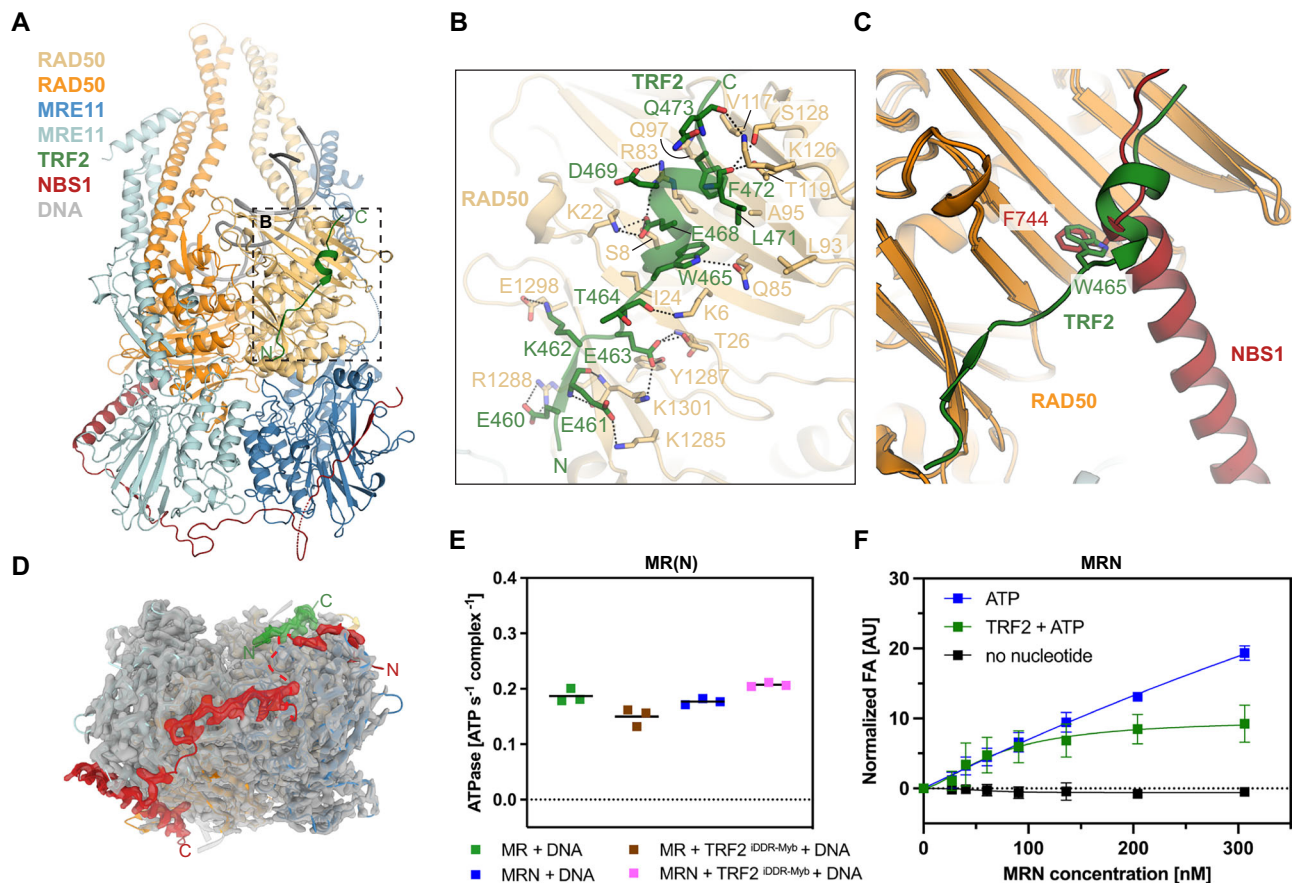 A
RAD50
RAD50
MRE11
MRE11
TRF2
NBS1
DNA
B
C
N
B
TRF2
C
Q473
V117
S128
Q97
R83
K126
D469
T119
F472
RAD50
A95
K22
E468
L471
L93
S8
W465
Q85
T464
I24
E1298
K6
K462
E463
T26
R1288
Y1287
K1301
E460
E461
K1285
N
C
F744
W465
TRF2
NBS1
RAD50
D
C
N
N
C
E
MR(N)
ATPase [ATP s⁻¹ complex ⁻¹]
0.4
0.3
0.2
0.1
0.0
MR + DNA
MR + TRF2 iDDR-Myb + DNA
MRN + DNA
MRN + TRF2 iDDR-Myb + DNA
F
MRN
Normalized FA [AU]
30
20
10
0
ATP
TRF2 + ATP
no nucleotide
0 100 200 300
MRN concentration [nM]